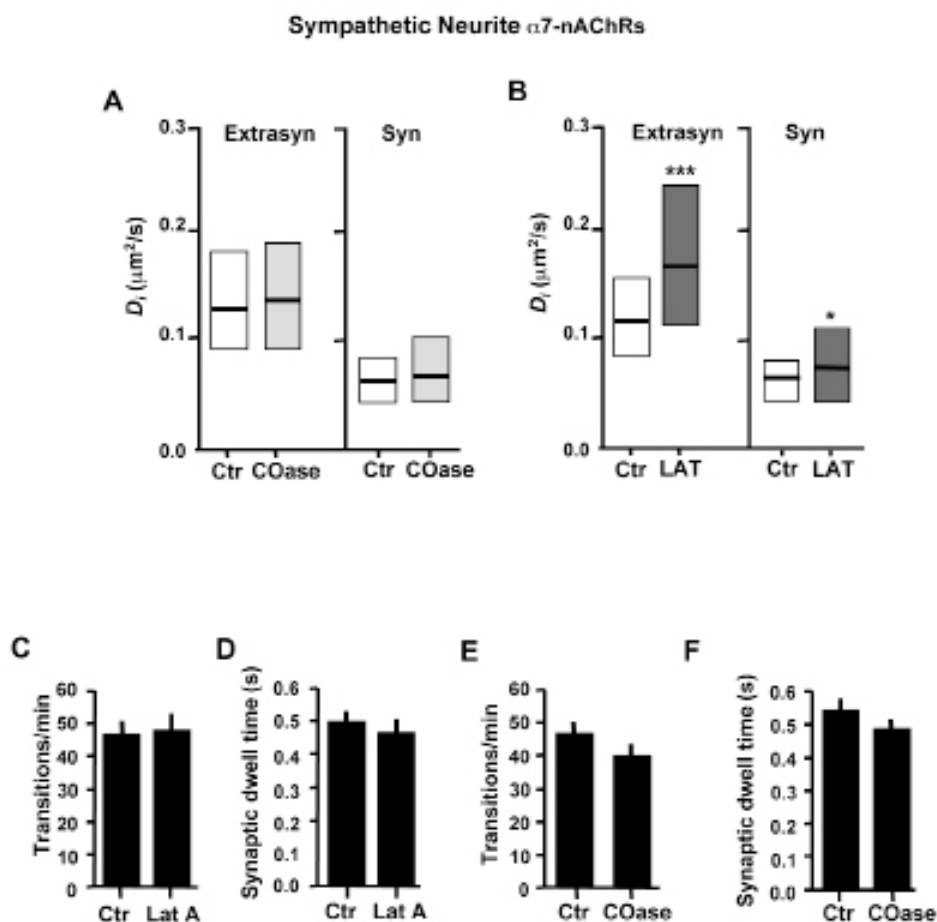 Sympathetic Neurite α7-nAChRs
A
0.3
Extrasyn
Syn
0.2
0.1
0.0
Di (μm²/s)
Ctr COase
Ctr COase
B
0.3
Extrasyn
Syn
***
0.2
*
0.1
0.0
Di (μm²/s)
Ctr LAT
Ctr LAT
C
60
50
40
30
20
10
0
Transitions/min
Ctr Lat A
D
0.6
0.5
0.4
0.3
0.2
0.1
0.0
Synaptic dwell time (s)
Ctr Lat A
E
60
50
40
30
20
10
0
Transitions/min
Ctr COase
F
0.6
0.5
0.4
0.3
0.2
0.1
0.0
Synaptic dwell time (s)
Ctr COase